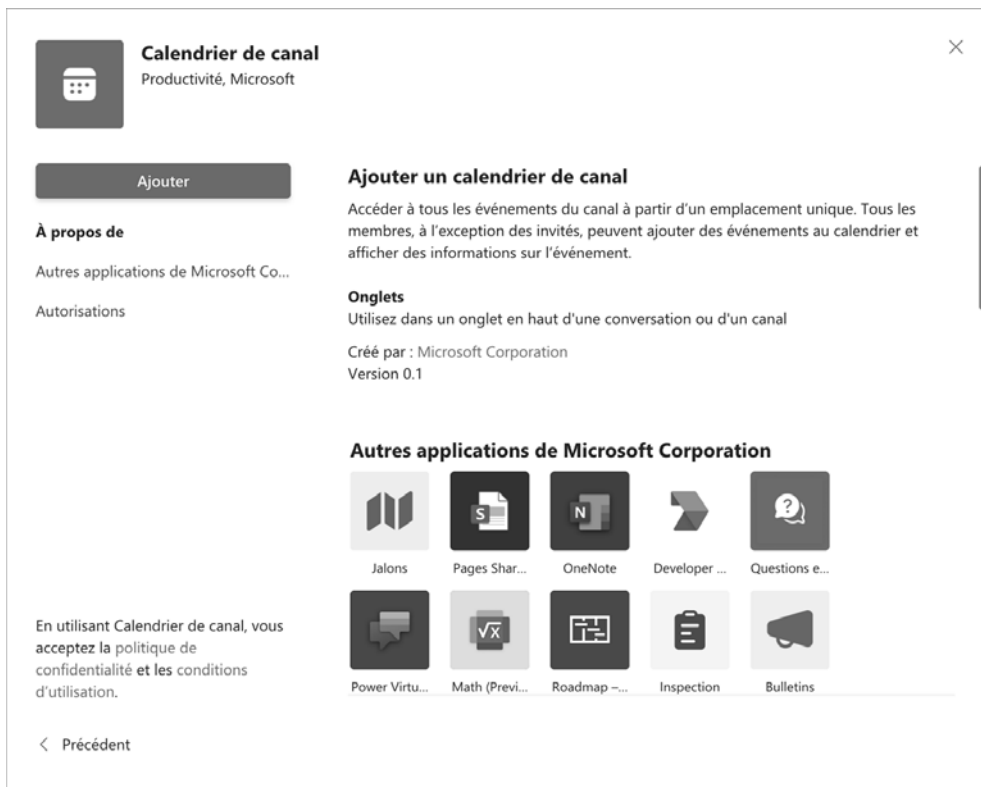 Calendrier de canal
Productivité, Microsoft
Ajouter
À propos de
Autres applications de Microsoft Co...
Autorisations
Ajouter un calendrier de canal
Accéder à tous les événements du canal à partir d'un emplacement unique. Tous les
membres, à l'exception des invités, peuvent ajouter des événements au calendrier et
afficher des informations sur l'événement.
Onglets
Utilisez dans un onglet en haut d'une conversation ou d'un canal
Créé par : Microsoft Corporation
Version 0.1
Autres applications de Microsoft Corporation
S
N
?
Jalons
Pages Shar...
OneNote
Developer ...
Questions e...
√x
Power Virtu...
Math (Previ...
Roadmap –...
Inspection
Bulletins
En utilisant Calendrier de canal, vous
acceptez la politique de
confidentialité et les conditions
d'utilisation.
Précédent